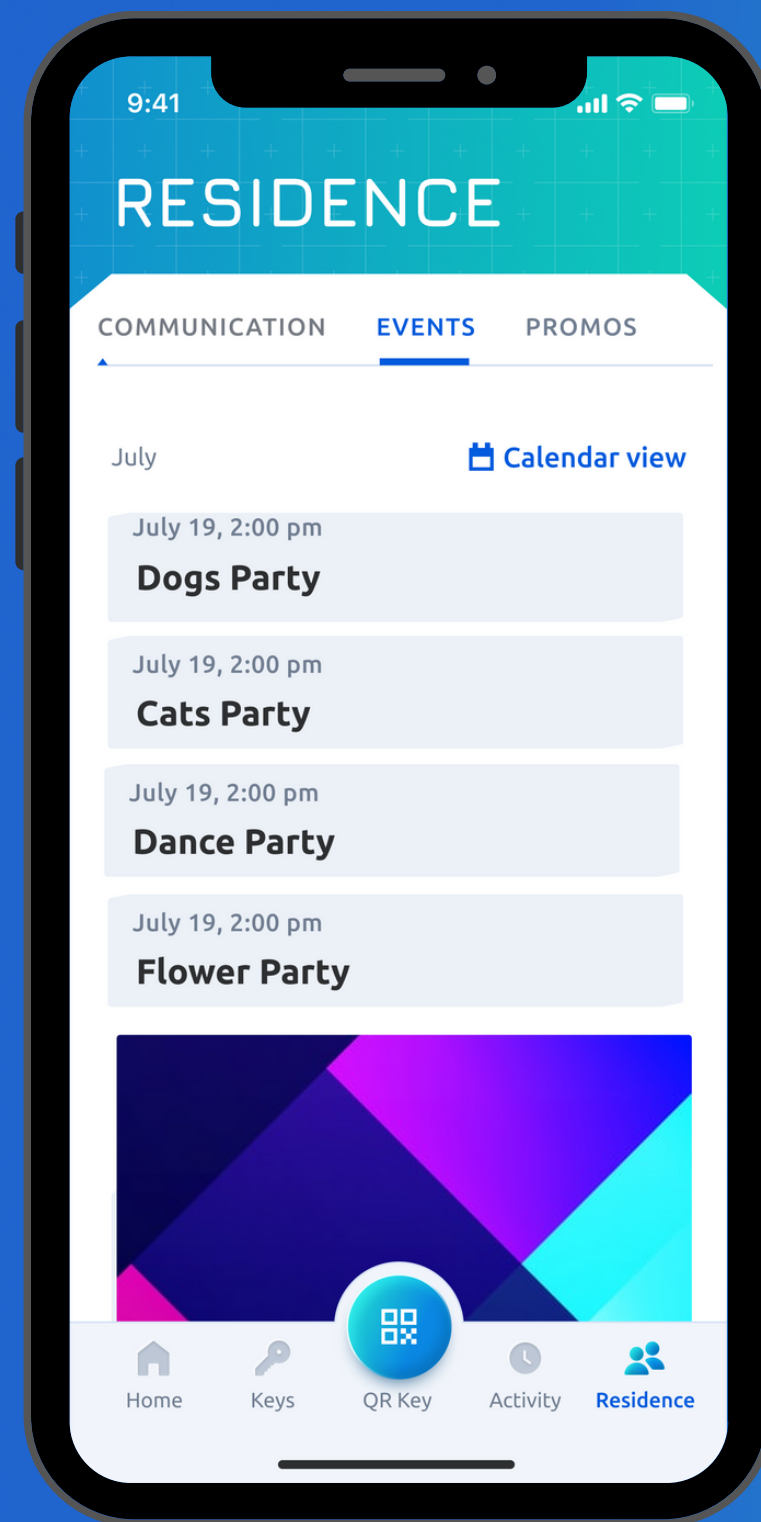 9:41
RESIDENCE
COMMUNICATION EVENTS PROMOS
July Calendar view
July 19, 2:00 pm
Dogs Party
July 19, 2:00 pm
Cats Party
July 19, 2:00 pm
Dance Party
July 19, 2:00 pm
Flower Party
Home Keys QR Key Activity Residence